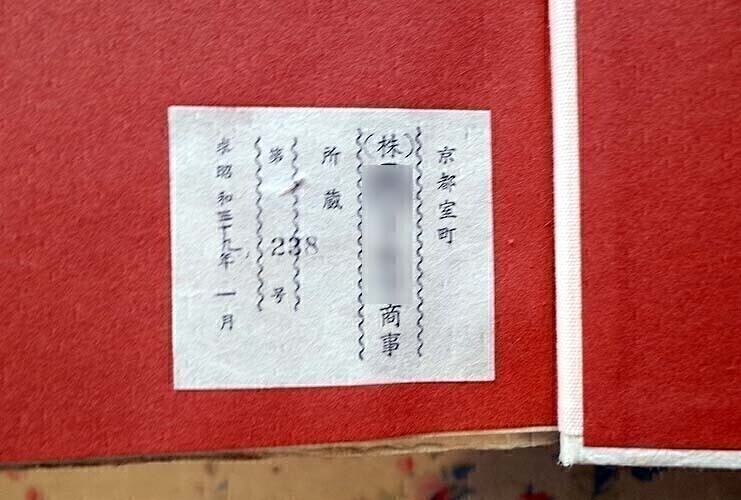 京都室町
(株)
商事
所蔵
第 238 号
昭和三十九年 一月